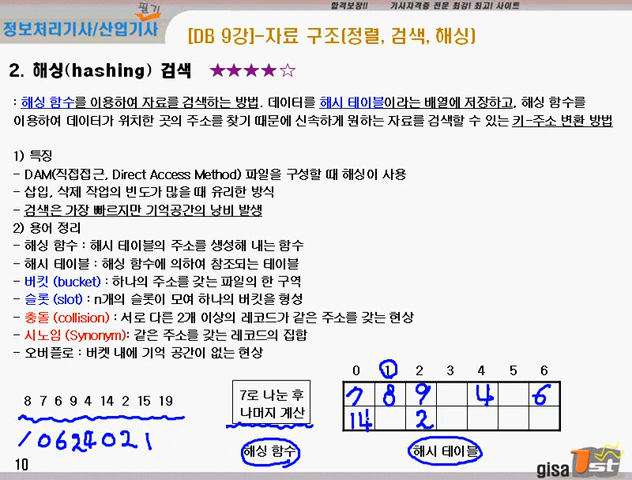 합격보장!! 기사자격증 전문 최강! 최고! 사이트
필기
정보처리기사/산업기사
[DB 9강]-자료 구조(정렬, 검색, 해싱)
2. 해싱(hashing) 검색 ★★★★☆
: 해싱 함수를 이용하여 자료를 검색하는 방법. 데이터를 해시 테이블이라는 배열에 저장하고, 해싱 함수를
이용하여 데이터가 위치한 곳의 주소를 찾기 때문에 신속하게 원하는 자료를 검색할 수 있는 키-주소 변환 방법
1) 특징
- DAM(직접접근, Direct Access Method) 파일을 구성할 때 해싱이 사용
- 삽입, 삭제 작업의 빈도가 많을 때 유리한 방식
- 검색은 가장 빠르지만 기억공간의 낭비 발생
2) 용어 정리
- 해싱 함수 : 해시 테이블의 주소를 생성해 내는 함수
- 해시 테이블 : 해싱 함수에 의하여 참조되는 테이블
- 버킷 (bucket) : 하나의 주소를 갖는 파일의 한 구역
- 슬롯 (slot) : n개의 슬롯이 모여 하나의 버킷을 형성
- 충돌 (collision) : 서로 다른 2개 이상의 레코드가 같은 주소를 갖는 현상
- 시노임 (Synonym): 같은 주소를 갖는 레코드의 집합
- 오버플로 : 버켓 내에 기억 공간이 없는 현상
0 1 2 3 4 5 6
7 8 9 4 6
14 2
8 7 6 9 4 14 2 15 19
1 0 6 2 4 0 2 1
7로 나눈 후
나머지 계산
해싱 함수
해시 테이블
10
gisa 1st